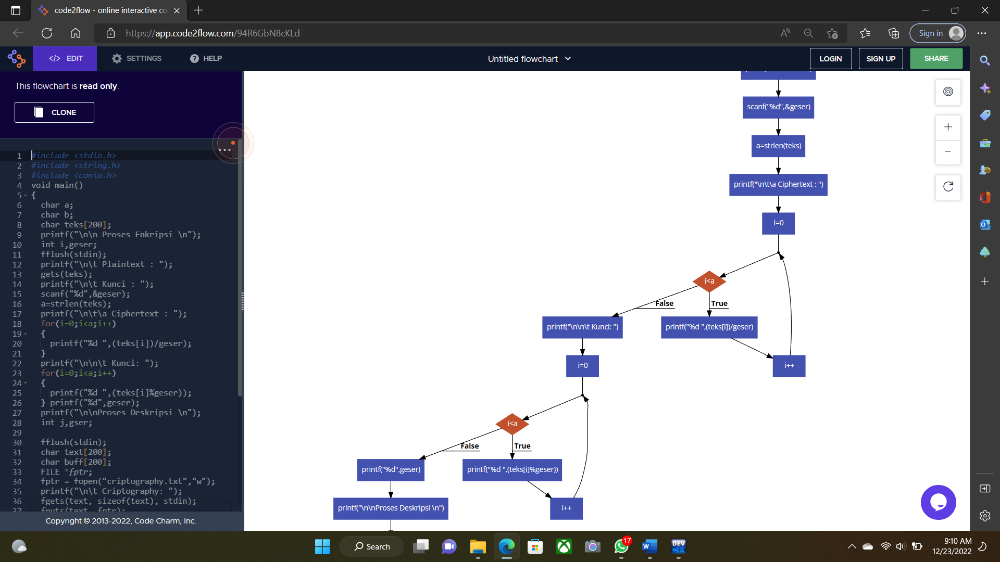 code2flow - online interactive co
https://app.code2flow.com/94R6GbN8cKLd
Sign in
</> EDIT
SETTINGS
HELP
Untitled flowchart
LOGIN
SIGN UP
SHARE
This flowchart is read only.
CLONE
1 #include <stdio.h>
2 #include <string.h>
3 #include <conio.h>
4 void main()
5 {
6 char a;
7 char b;
8 char teks[200];
9 printf("\n\n Proses Enkripsi \n");
10 int i,geser;
11 fflush(stdin);
12 printf("\n\t Plaintext : ");
13 gets(teks);
14 printf("\n\t Kunci : ");
15 scanf("%d",&geser);
16 a=strlen(teks);
17 printf("\n\t\a Ciphertext : ");
18 for(i=0;i<a;i++)
19 {
20 printf("%d ",(teks[i])/geser);
21 }
22 printf("\n\n\t Kunci: ");
23 for(i=0;i<a;i++)
24 {
25 printf("%d ",(teks[i]%geser));
26 } printf("%d",geser);
27 printf("\n\nProses Deskripsi \n");
28 int j,gser;
29
30 fflush(stdin);
31 char text[200];
32 char buff[200];
33 FILE *fptr;
34 fptr = fopen("criptography.txt","w");
35 printf("\n\t Criptography: ");
36 fgets(text, sizeof(text), stdin);
37 fputs(text, fptr);
Copyright © 2013-2022, Code Charm, Inc.
scanf("%d",&geser)
a=strlen(teks)
printf("\n\t\a Ciphertext : ")
i=0
i<a
False
True
printf("\n\n\t Kunci: ")
printf("%d ",(teks[i])/geser)
i=0
i++
i<a
False
True
printf("%d",geser)
printf("%d ",(teks[i]%geser))
printf("\n\nProses Deskripsi \n")
i++
Search
17
W
DEV
C++
9:10 AM
12/23/2022